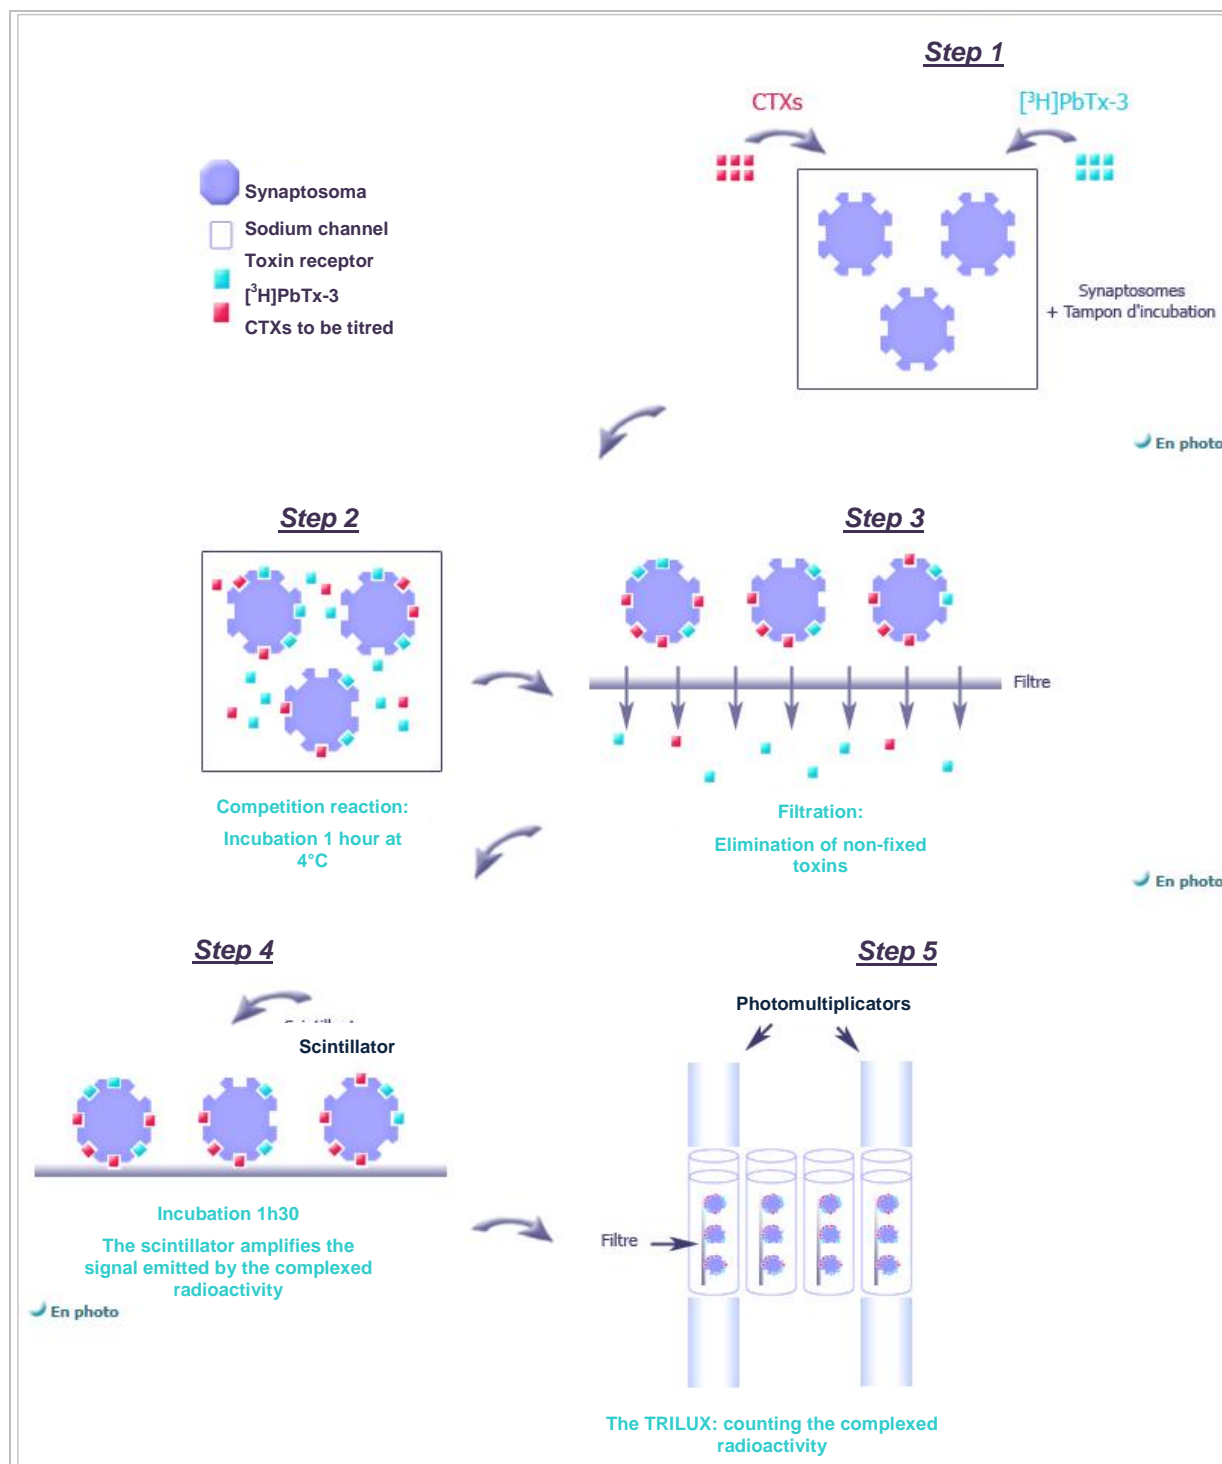 Step 1
CTXs
[³H]PbTx-3
Synaptosoma
Sodium channel
Toxin receptor
[³H]PbTx-3
CTXs to be titred
Synaptosomes
+ Tampon d'incubation
En photo
Step 2
Step 3
Filtre
Competition reaction:
Incubation 1 hour at
4°C
Filtration:
Elimination of non-fixed
toxins
En photo
Step 4
Step 5
Scintillator
Photomultiplicators
Incubation 1h30
The scintillator amplifies the
signal emitted by the complexed
radioactivity
En photo
Filtre
The TRILUX: counting the complexed
radioactivity